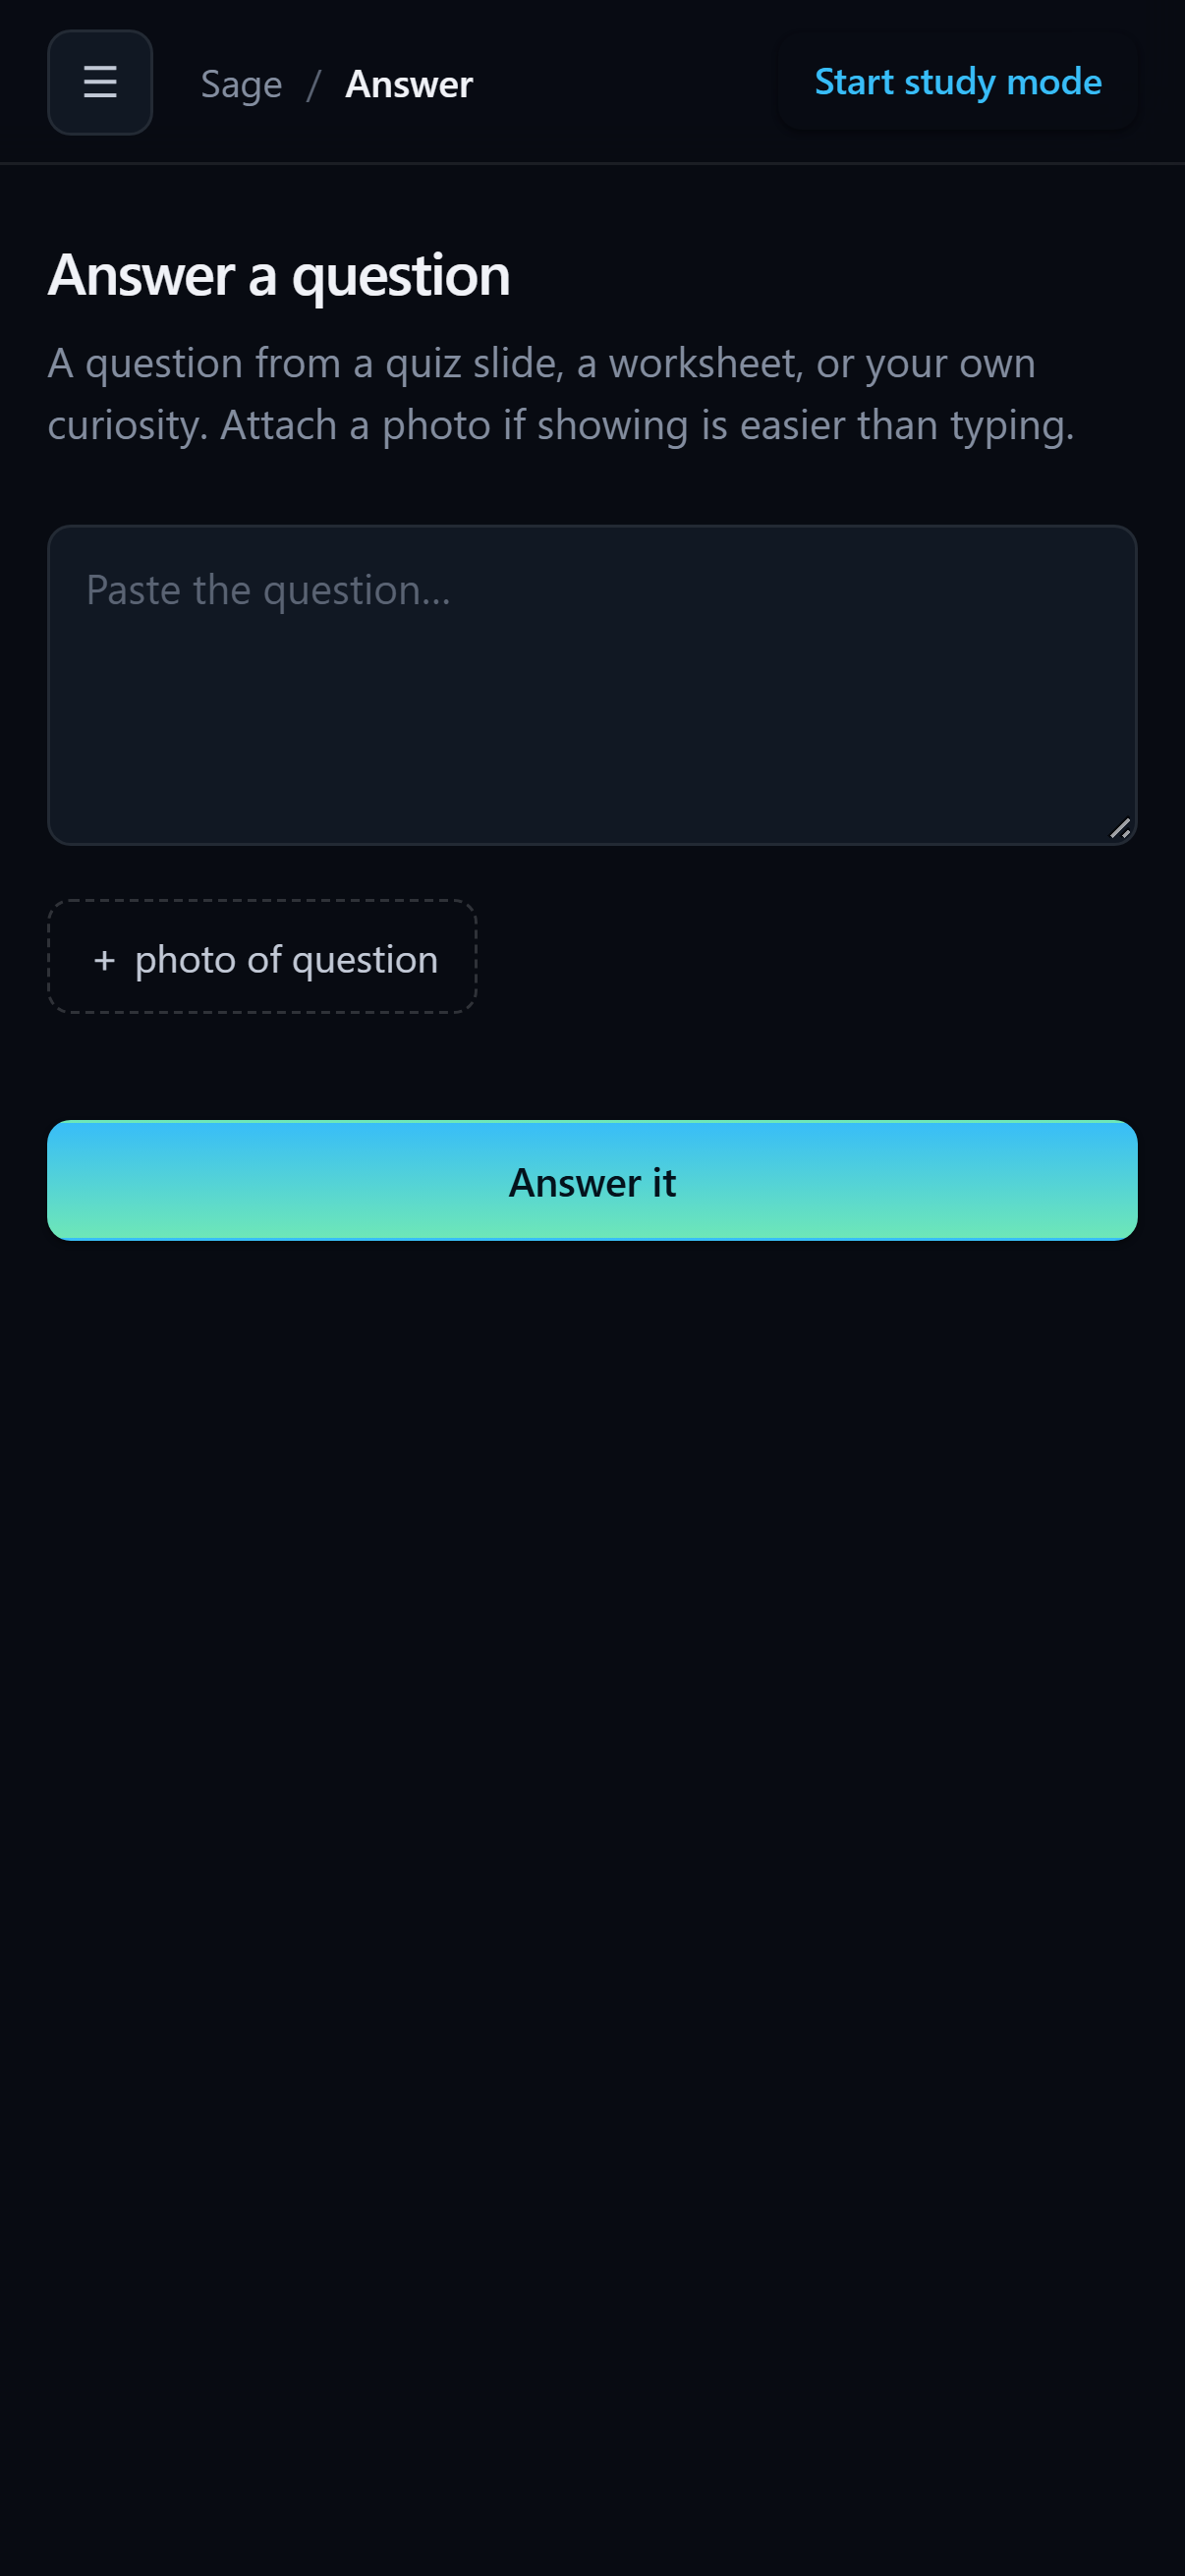 ☰ Sage / Answer Start study mode
Answer a question
A question from a quiz slide, a worksheet, or your own
curiosity. Attach a photo if showing is easier than typing.
Paste the question...
+ photo of question
Answer it